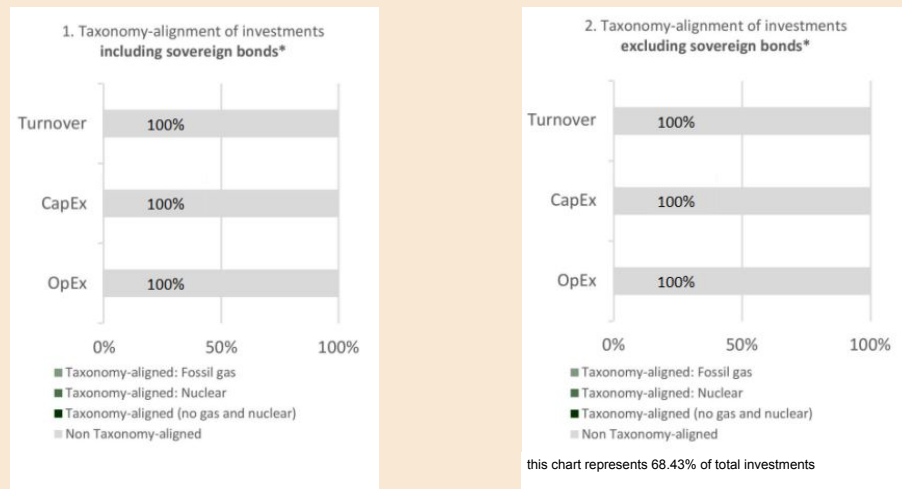 1. Taxonomy-alignment of investments
including sovereign bonds*
Turnover
100%
CapEx
100%
OpEx
100%
0%
50%
100%
Taxonomy-aligned: Fossil gas
Taxonomy-aligned: Nuclear
Taxonomy-aligned (no gas and nuclear)
Non Taxonomy-aligned
2. Taxonomy-alignment of investments
excluding sovereign bonds*
Turnover
100%
CapEx
100%
OpEx
100%
0%
50%
100%
Taxonomy-aligned: Fossil gas
Taxonomy-aligned: Nuclear
Taxonomy-aligned (no gas and nuclear)
Non Taxonomy-aligned
this chart represents 68.43% of total investments